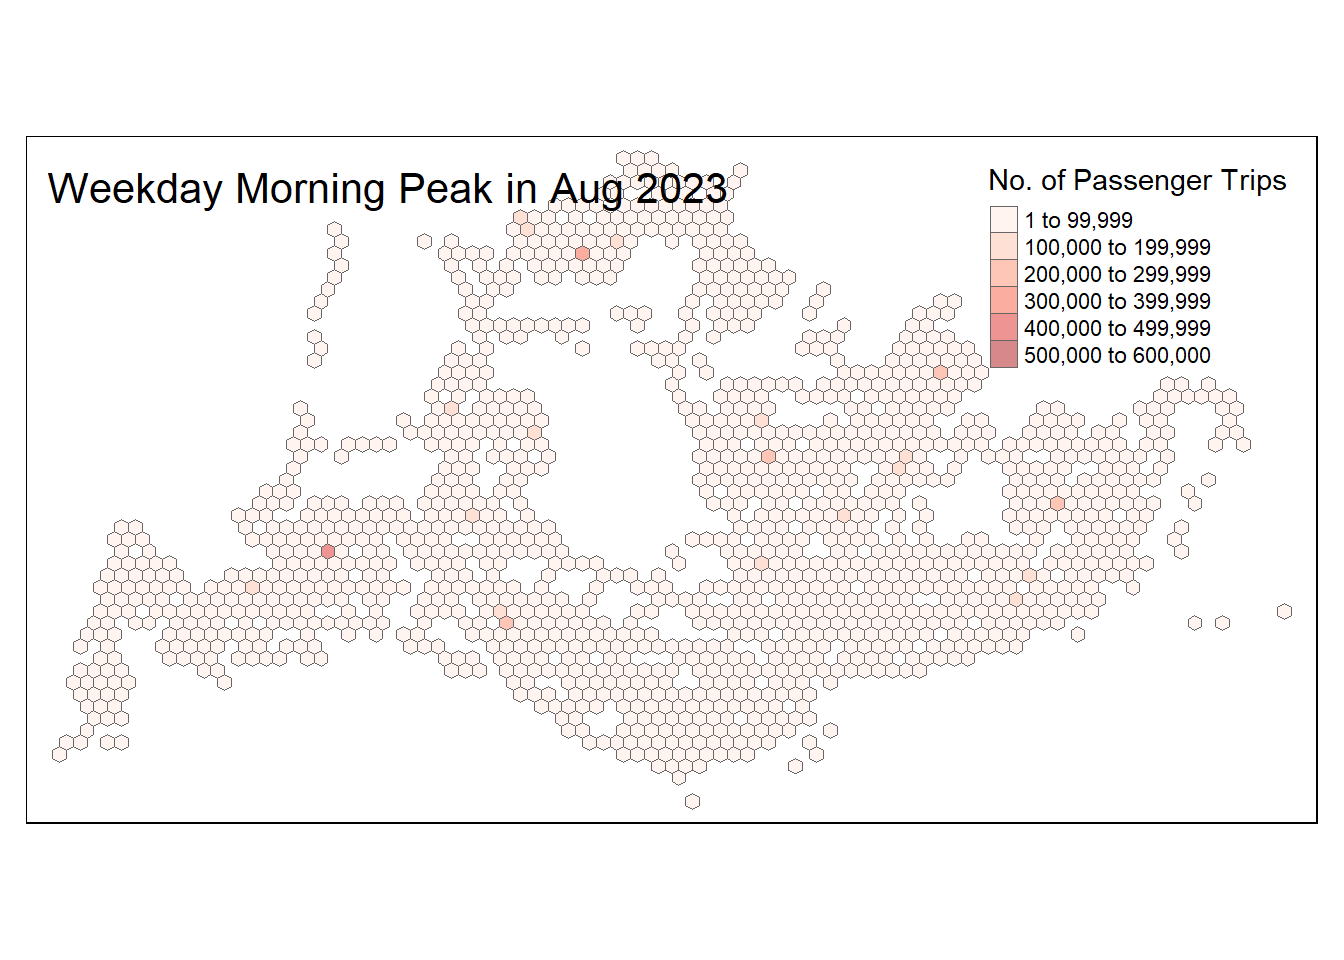 Weekday Morning Peak in Aug 2023
No. of Passenger Trips
1 to 99,999
100,000 to 199,999
200,000 to 299,999
300,000 to 399,999
400,000 to 499,999
500,000 to 600,000